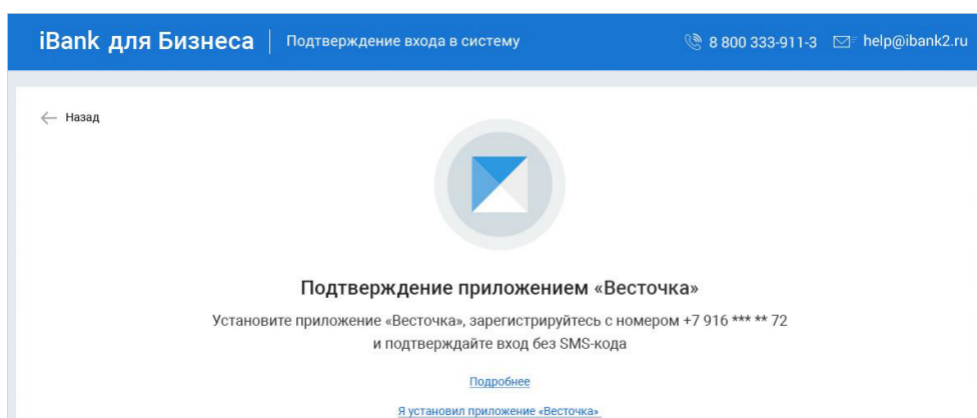 iBank для Бизнеса Подтверждение входа в систему 8 800 333-911-3 help@ibank2.ru
Назад
Подтверждение приложением «Весточка»
Установите приложение «Весточка», зарегистрируйтесь с номером +7 916 *** ** 72
и подтверждайте вход без SMS-кода
Подробнее
Я установил приложение «Весточка»